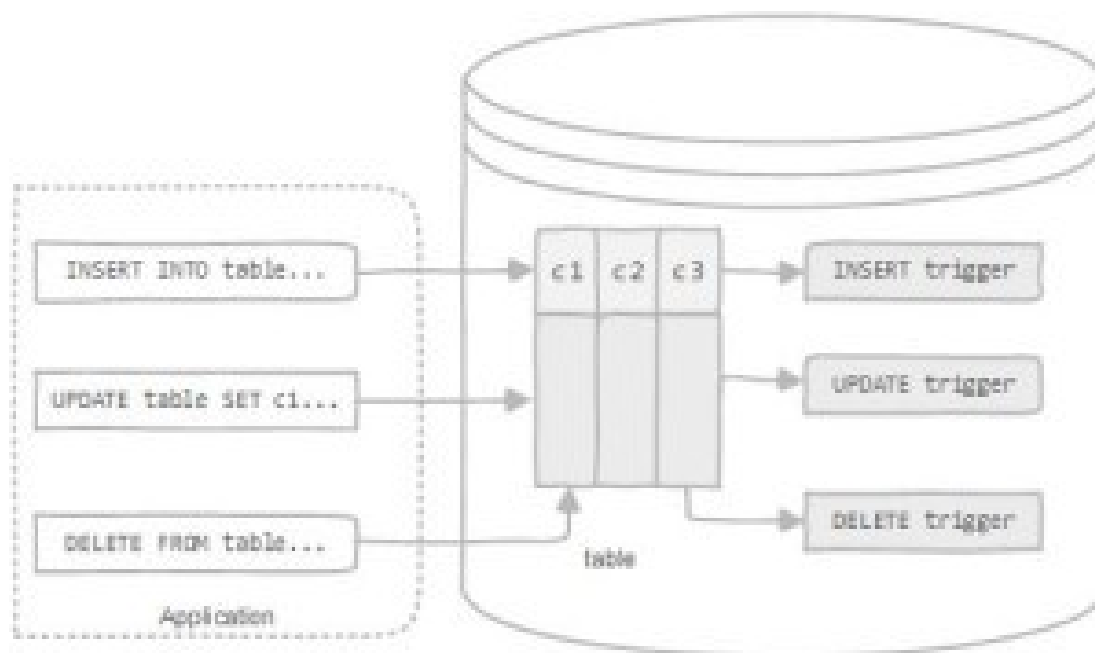 INSERT INTO table...
c1 c2 c3
INSERT trigger
UPDATE table SET c1...
UPDATE trigger
DELETE FROM table...
DELETE trigger
table
Application